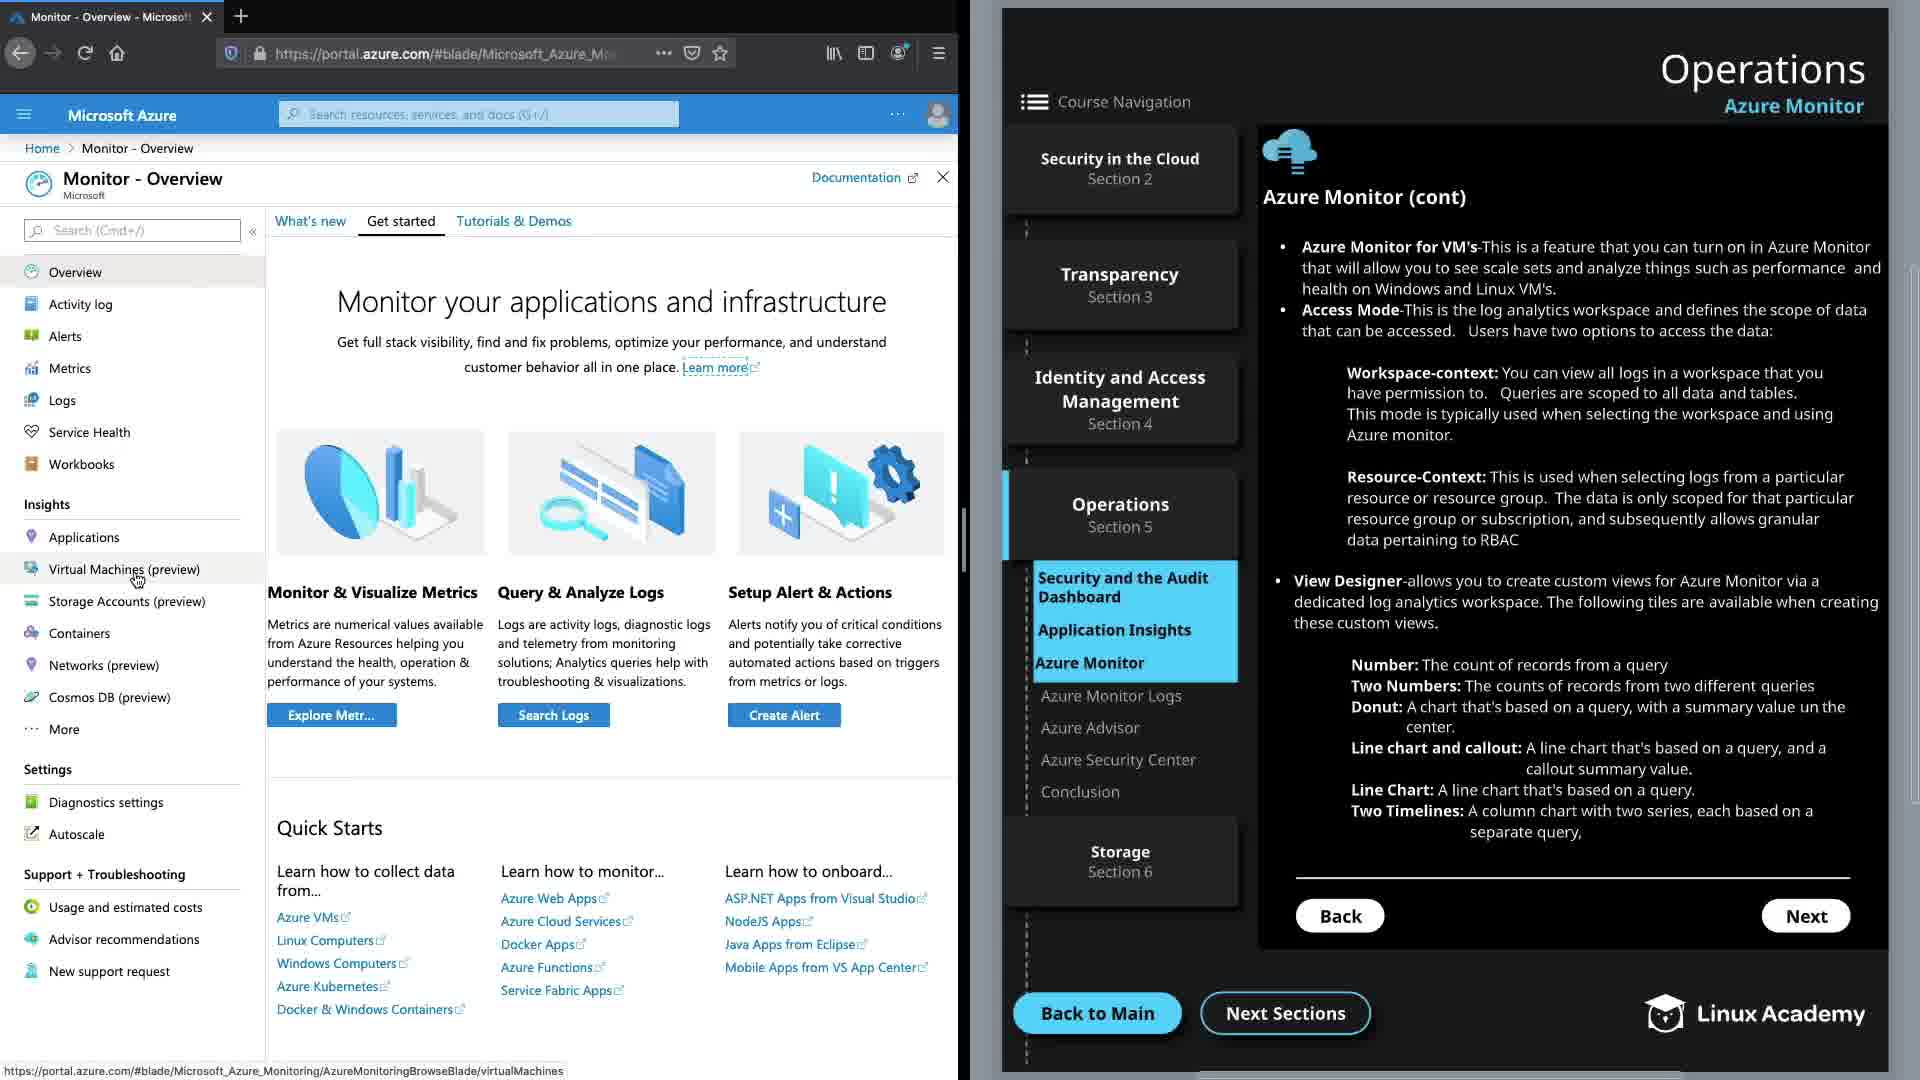 Monitor - Overview - Microsoft
https://portal.azure.com/#blade/Microsoft_Azure_Mo
Microsoft Azure
Search resources, services, and docs (G+/)
Home > Monitor - Overview
Monitor - Overview
Microsoft
Documentation
Search (Cmd+/)
«
Overview
Activity log
Alerts
Metrics
Logs
Service Health
Workbooks
Insights
Applications
Virtual Machines (preview)
Storage Accounts (preview)
Containers
Networks (preview)
Cosmos DB (preview)
More
Settings
Diagnostics settings
Autoscale
Support + Troubleshooting
Usage and estimated costs
Advisor recommendations
New support request
What's new Get started Tutorials & Demos
Monitor your applications and infrastructure
Get full stack visibility, find and fix problems, optimize your performance, and understand
customer behavior all in one place. Learn more
Monitor & Visualize Metrics
Metrics are numerical values available
from Azure Resources helping you
understand the health, operation &
performance of your systems.
Explore Metr...
Query & Analyze Logs
Logs are activity logs, diagnostic logs
and telemetry from monitoring
solutions; Analytics queries help with
troubleshooting & visualizations.
Search Logs
Setup Alert & Actions
Alerts notify you of critical conditions
and potentially take corrective
automated actions based on triggers
from metrics or logs.
Create Alert
Quick Starts
Learn how to collect data
from...
Azure VMs
Linux Computers
Windows Computers
Azure Kubernetes
Docker & Windows Containers
Learn how to monitor...
Azure Web Apps
Azure Cloud Services
Docker Apps
Azure Functions
Service Fabric Apps
Learn how to onboard...
ASP.NET Apps from Visual Studio
NodeJS Apps
Java Apps from Eclipse
Mobile Apps from VS App Center
https://portal.azure.com/#blade/Microsoft_Azure_Monitoring/AzureMonitoringBrowseBlade/virtualMachines
Operations
Azure Monitor
Course Navigation
Security in the Cloud
Section 2
Transparency
Section 3
Identity and Access
Management
Section 4
Operations
Section 5
Security and the Audit
Dashboard
Application Insights
Azure Monitor
Azure Monitor Logs
Azure Advisor
Azure Security Center
Conclusion
Storage
Section 6
Azure Monitor (cont)
• Azure Monitor for VM's-This is a feature that you can turn on in Azure Monitor
that will allow you to see scale sets and analyze things such as performance and
health on Windows and Linux VM's.
• Access Mode-This is the log analytics workspace and defines the scope of data
that can be accessed. Users have two options to access the data:
Workspace-context: You can view all logs in a workspace that you
have permission to. Queries are scoped to all data and tables.
This mode is typically used when selecting the workspace and using
Azure monitor.
Resource-Context: This is used when selecting logs from a particular
resource or resource group. The data is only scoped for that particular
resource group or subscription, and subsequently allows granular
data pertaining to RBAC
• View Designer-allows you to create custom views for Azure Monitor via a
dedicated log analytics workspace. The following tiles are available when creating
these custom views.
Number: The count of records from a query
Two Numbers: The counts of records from two different queries
Donut: A chart that's based on a query, with a summary value un the
center.
Line chart and callout: A line chart that's based on a query, and a
callout summary value.
Line Chart: A line chart that's based on a query.
Two Timelines: A column chart with two series, each based on a
separate query,
Back
Next
Back to Main
Next Sections
Linux Academy